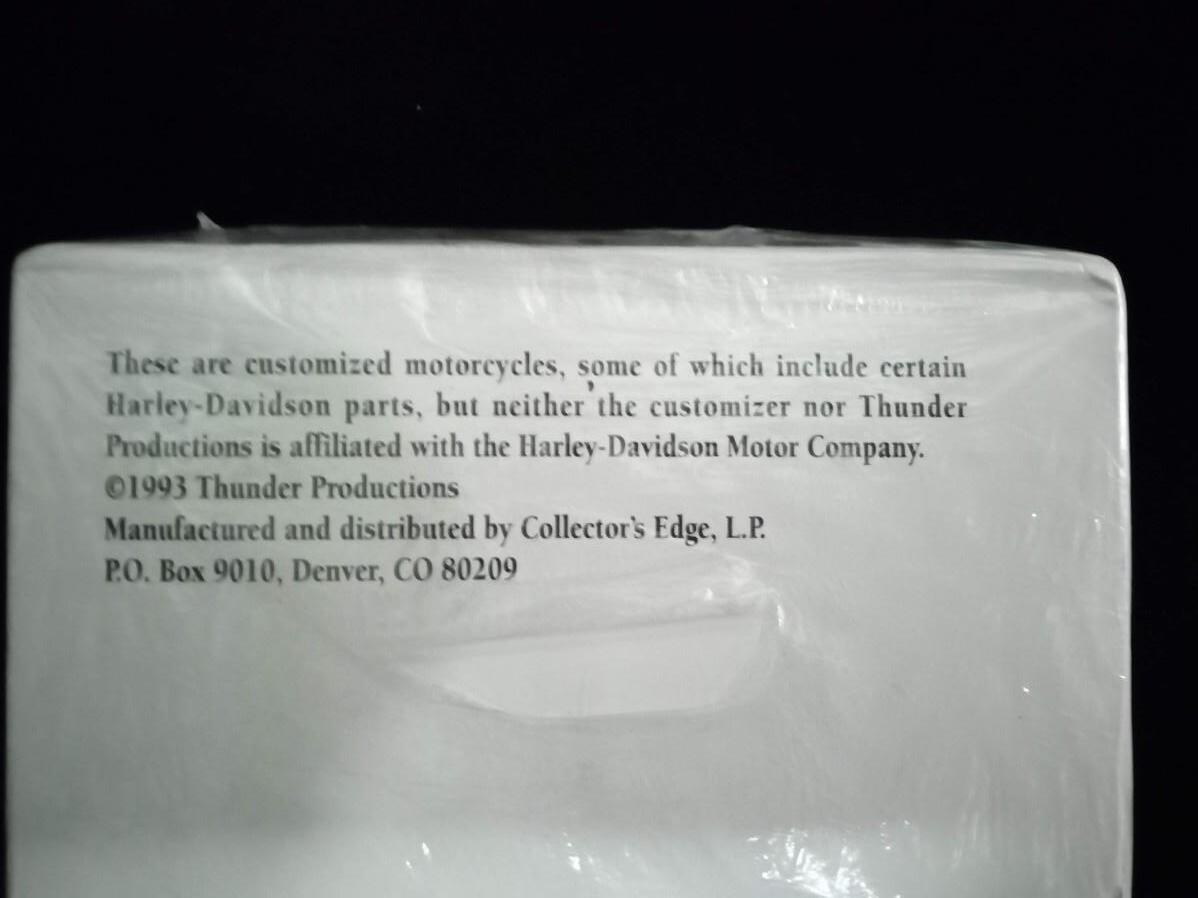 These are customized motorcycles, some of which include certain
Harley-Davidson parts, but neither the customizer nor Thunder
Productions is affiliated with the Harley-Davidson Motor Company.
©1993 Thunder Productions
Manufactured and distributed by Collector's Edge, L.P.
P.O. Box 9010, Denver, CO 80209